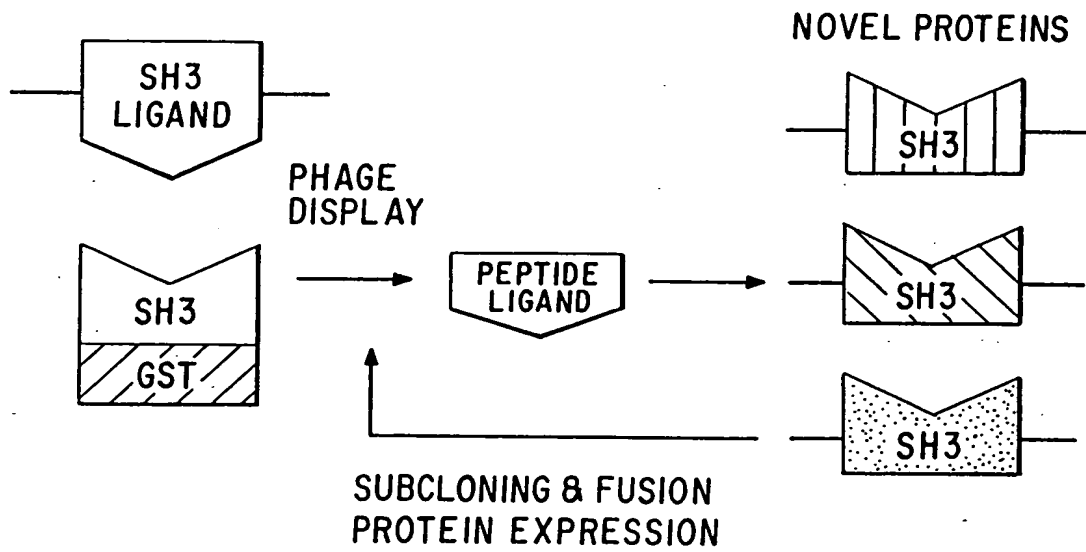 NOVEL PROTEINS
SH3
LIGAND
SH3
PHAGE
DISPLAY
SH3
GST
PEPTIDE
LIGAND
SH3
SH3
SUBCLONING & FUSION
PROTEIN EXPRESSION